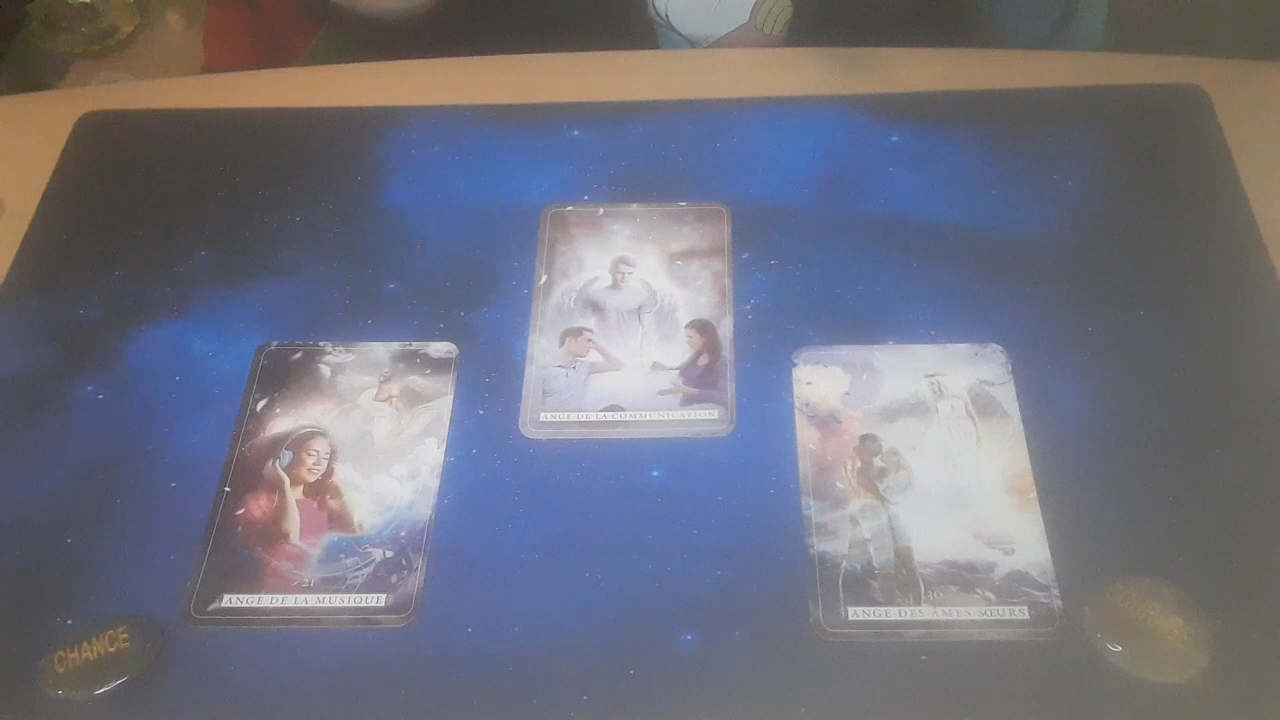 ANGE DE LA COMMUNICATION
21
ANGE DE LA MUSIQUE
30
ANGE DES ÂMES-SŒURS
CHANCE